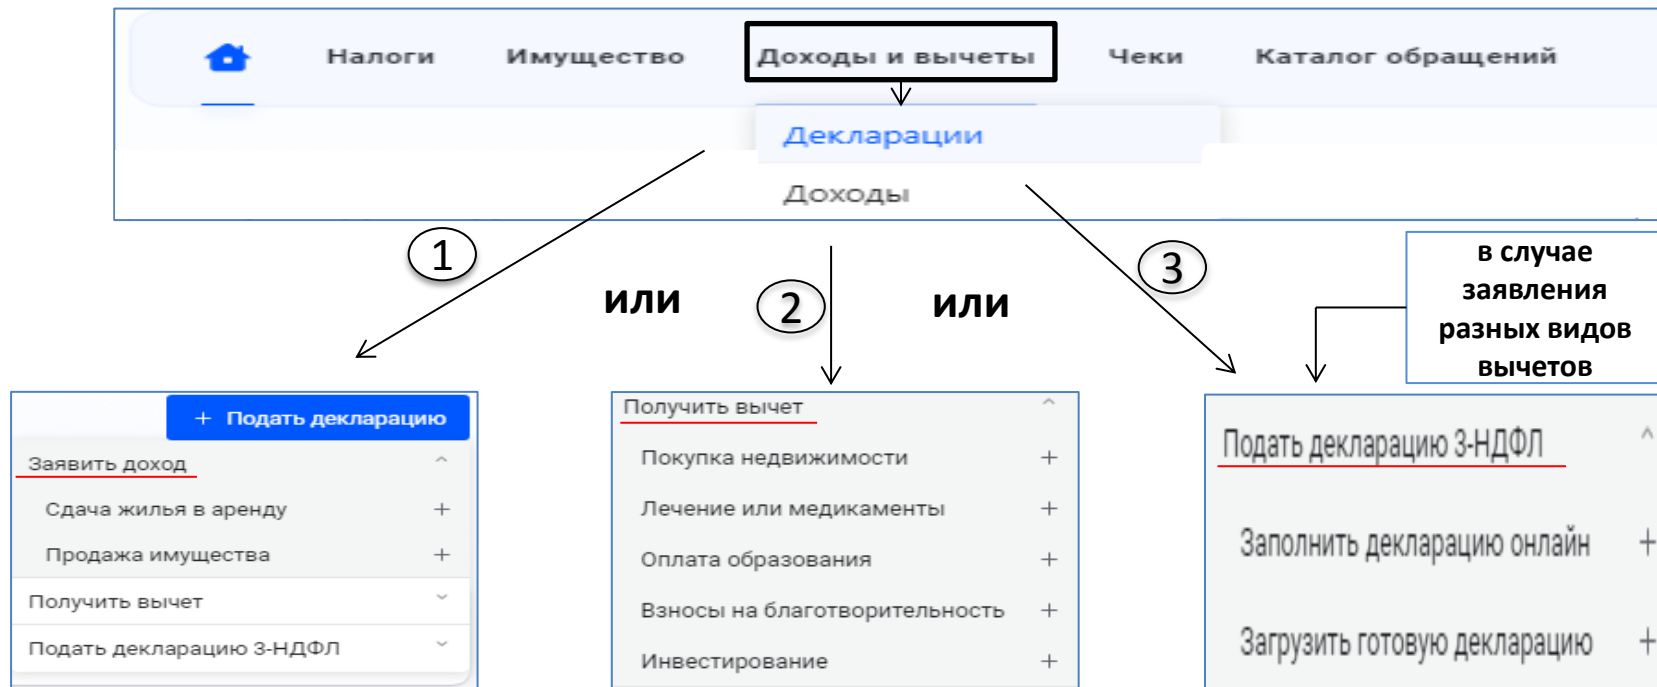 Налоги Имущество Доходы и вычеты Чеки Каталог обращений
Декларации
Доходы
1
или
2
или
3
в случае
заявления
разных видов
вычетов
+ Подать декларацию
Заявить доход
Сдача жилья в аренду +
Продажа имущества +
Получить вычет
Подать декларацию 3-НДФЛ
Получить вычет
Покупка недвижимости +
Лечение или медикаменты +
Оплата образования +
Взносы на благотворительность +
Инвестирование +
Подать декларацию 3-НДФЛ
Заполнить декларацию онлайн +
Загрузить готовую декларацию +